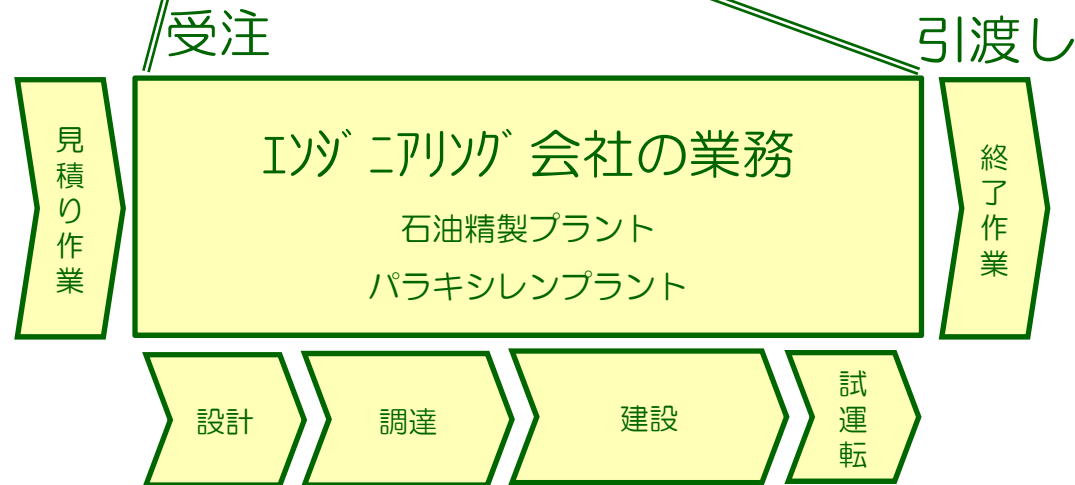 受注
引渡し
見積り作業
ｴﾝｼﾞﾆｱﾘﾝｸﾞ会社の業務
石油精製プラント
パラキシレンプラント
終了作業
設計
調達
建設
試運転